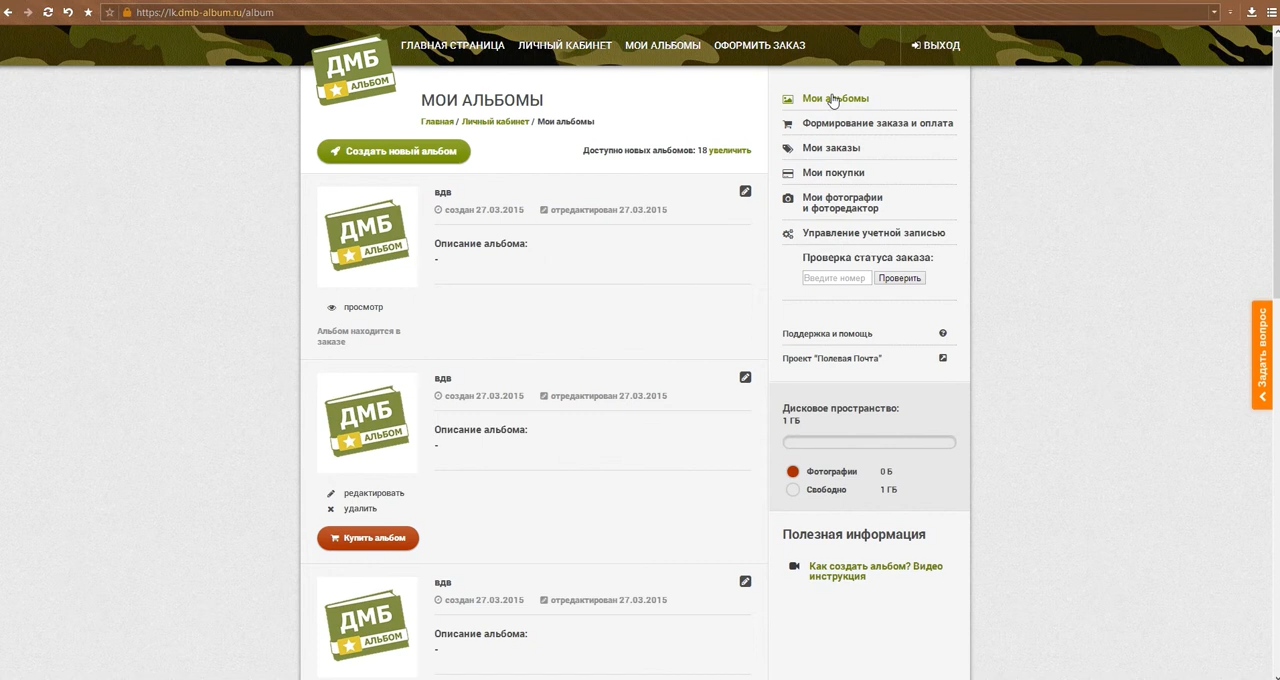 https://lk.dmb-album.ru/album
ДМБ
АЛЬБОМ
ГЛАВНАЯ СТРАНИЦА
ЛИЧНЫЙ КАБИНЕТ
МОИ АЛЬБОМЫ
ОФОРМИТЬ ЗАКАЗ
ВЫХОД
МОИ АЛЬБОМЫ
Главная / Личный кабинет / Мои альбомы
Создать новый альбом
Доступно новых альбомов: 18 увеличить
ДМБ
АЛЬБОМ
вдв
создан 27.03.2015
отредактирован 27.03.2015
Описание альбома:
-
просмотр
Альбом находится в
заказе
ДМБ
АЛЬБОМ
вдв
создан 27.03.2015
отредактирован 27.03.2015
Описание альбома:
-
редактировать
удалить
Купить альбом
ДМБ
АЛЬБОМ
вдв
создан 27.03.2015
отредактирован 27.03.2015
Описание альбома:
-
Мои альбомы
Формирование заказа и оплата
Мои заказы
Мои покупки
Мои фотографии
и фоторедактор
Управление учетной записью
Проверка статуса заказа:
Введите номер
Проверить
Поддержка и помощь
Проект "Полевая Почта"
Дисковое пространство:
1 ГБ
Фотографии 0 Б
Свободно 1 ГБ
Полезная информация
Как создать альбом? Видео
инструкция
Задать вопрос